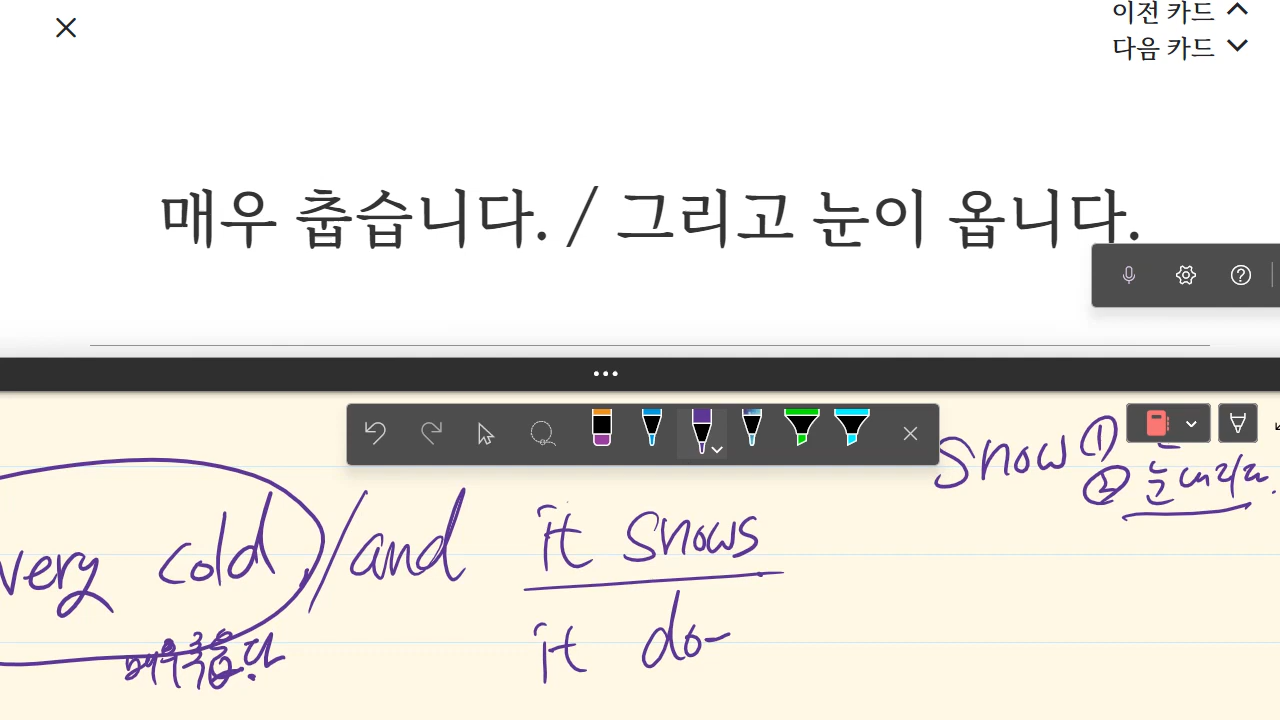 이전 카드
다음 카드
매우 춥습니다. / 그리고 눈이 옵니다.
snow ①
② 눈 내리다.
very cold / and it snows
매우 추움다.
it do